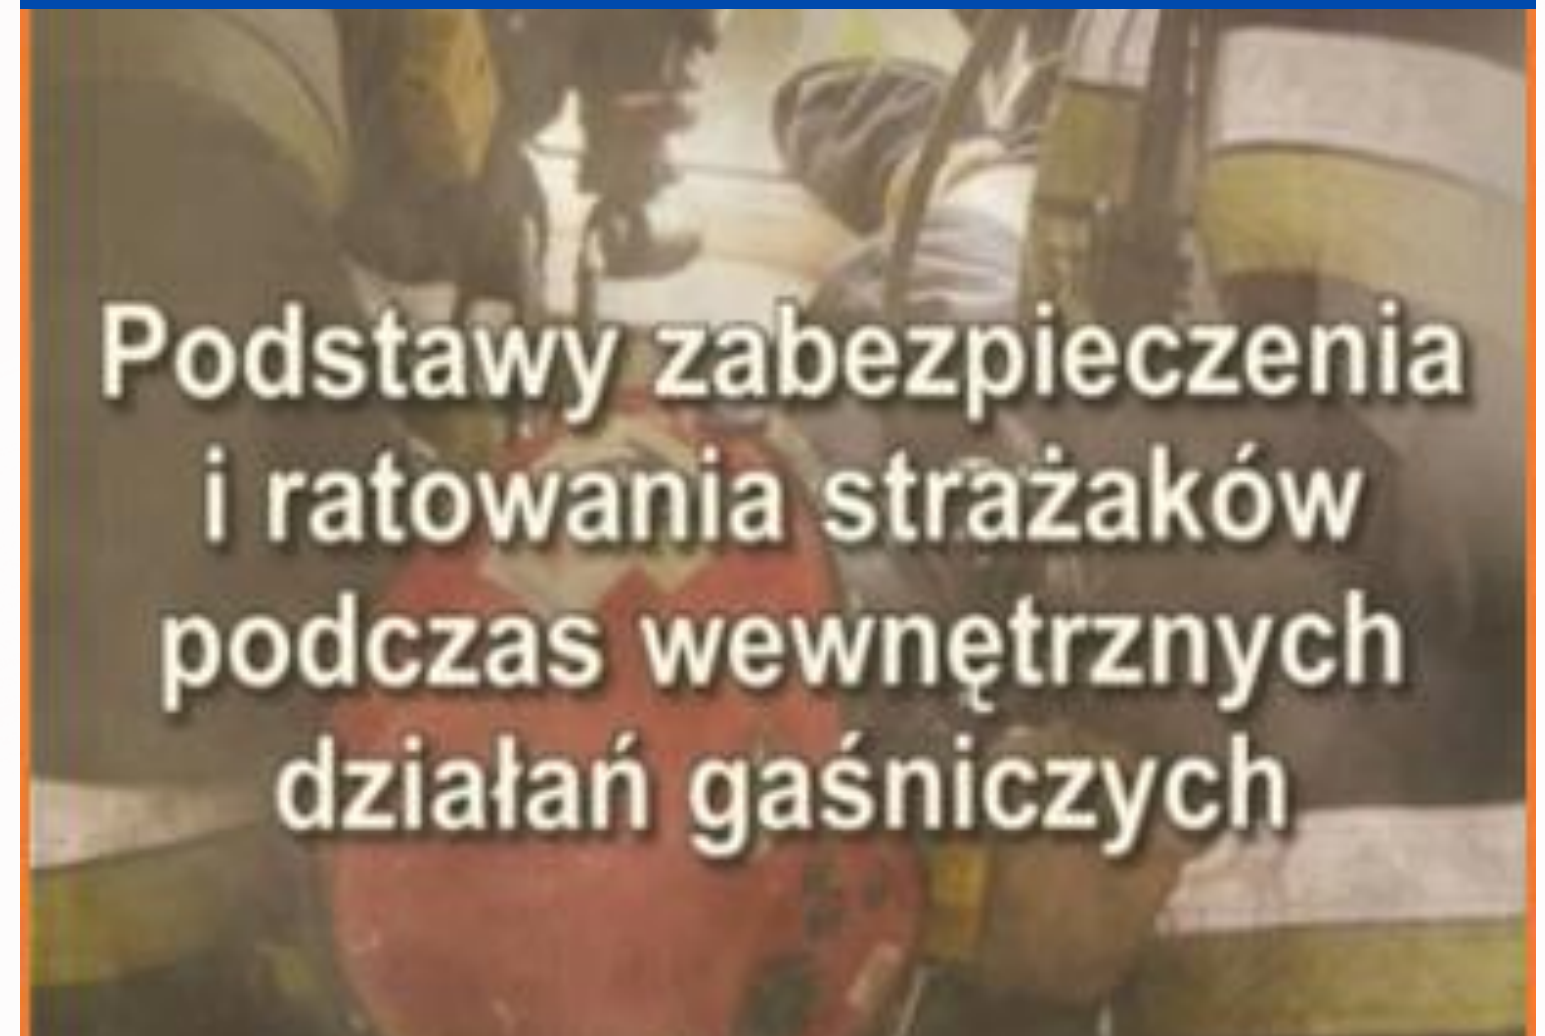 Podstawy zabezpieczenia
i ratowania strażaków
podczas wewnętrznych
działań gaśniczych